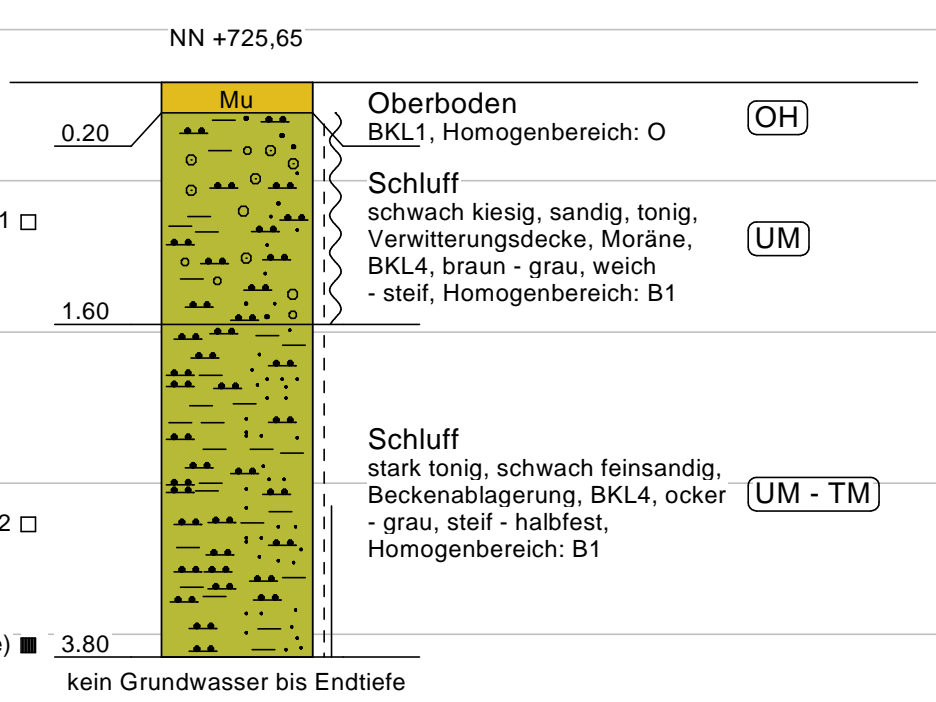 NN +725,65
Mu
0.20
Oberboden
BKL1, Homogenbereich: O
OH
1
Schluff
schwach kiesig, sandig, tonig,
Verwitterungsdecke, Moräne,
BKL4, braun - grau, weich
- steif, Homogenbereich: B1
UM
1.60
Schluff
stark tonig, schwach feinsandig,
Beckenablagerung, BKL4, ocker
- grau, steif - halbfest,
Homogenbereich: B1
UM - TM
2
3.80
kein Grundwasser bis Endtiefe